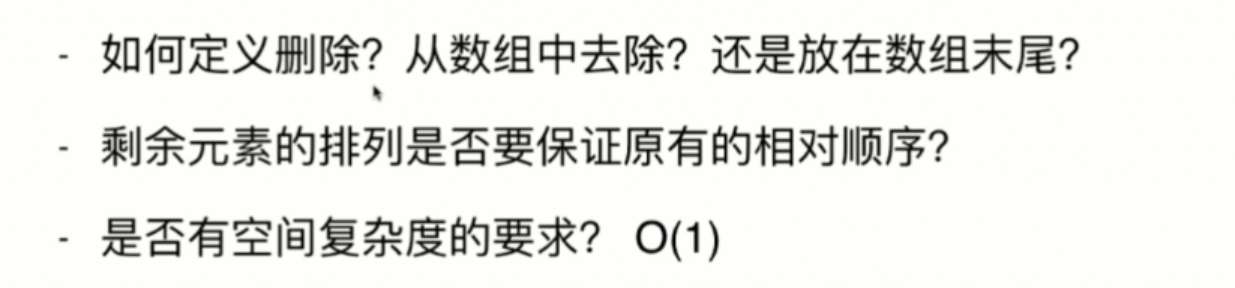 - 如何定义删除？从数组中去除？还是放在数组末尾？
- 剩余元素的排列是否要保证原有的相对顺序？
- 是否有空间复杂度的要求？ O(1)